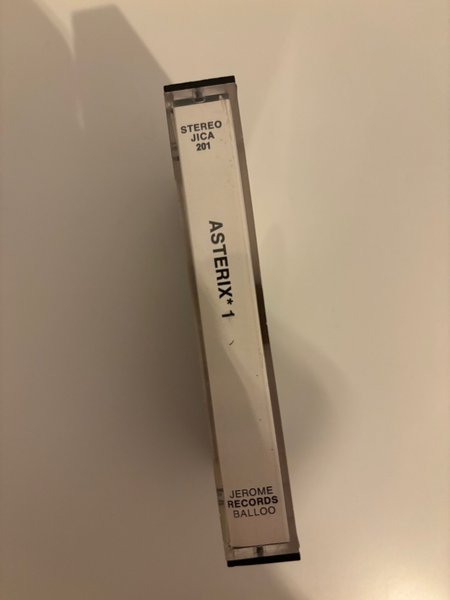 STEREO
JICA
201
ASTERIX* 1
JEROME
RECORDS
BALLOO